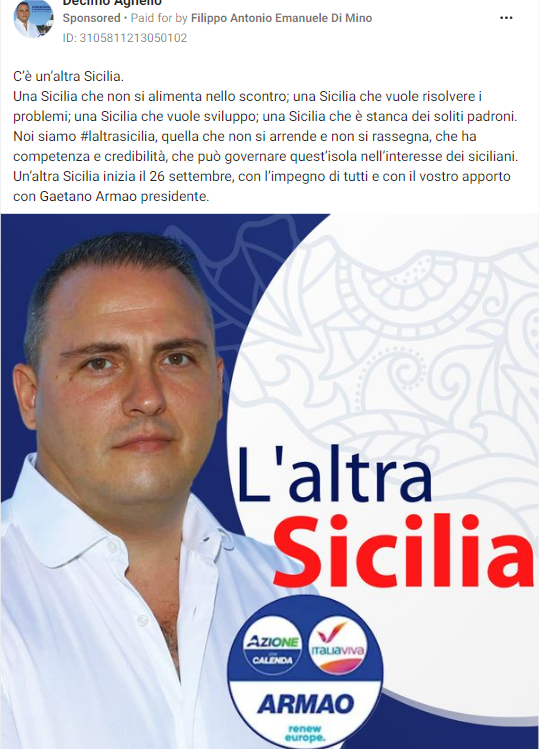 Decimo Agnello
Sponsored • Paid for by Filippo Antonio Emanuele Di Mino
ID: 3105811213050102
C'è un'altra Sicilia.
Una Sicilia che non si alimenta nello scontro; una Sicilia che vuole risolvere i
problemi; una Sicilia che vuole sviluppo; una Sicilia che è stanca dei soliti padroni.
Noi siamo #laltrasicilia, quella che non si arrende e non si rassegna, che ha
competenza e credibilità, che può governare quest'isola nell'interesse dei siciliani.
Un'altra Sicilia inizia il 26 settembre, con l'impegno di tutti e con il vostro apporto
con Gaetano Armao presidente.
L'altra
Sicilia
AZIONE
con
CALENDA
ITALIAVIVA
ARMAO
renew
europe.